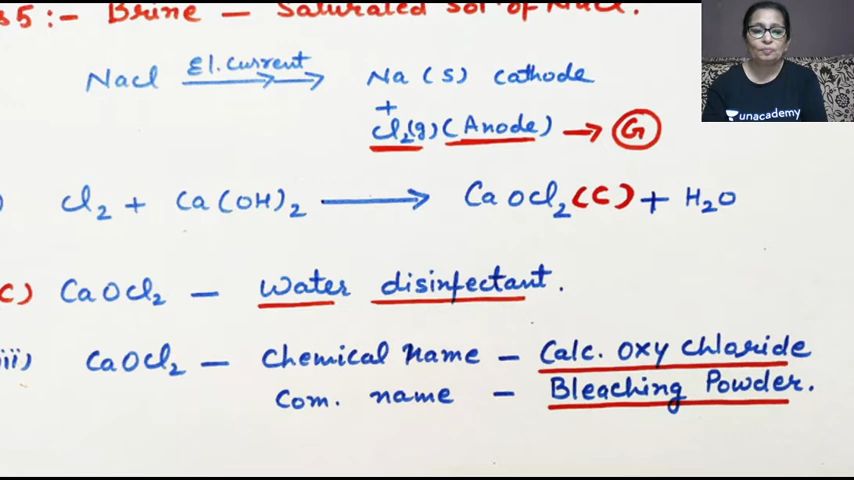 35 :- Brine - Saturated Sol. of NaCl.
Nacl El. Current Na (s) cathode
+
Cl2(g) (Anode) → G
) Cl2 + Ca(OH)2 → CaOCl2 (C) + H2O
C) CaOCl2 - Water disinfectant.
iii) CaOCl2 - Chemical Name - Calc. Oxy Chloride
Com. name - Bleaching Powder.
unacademy